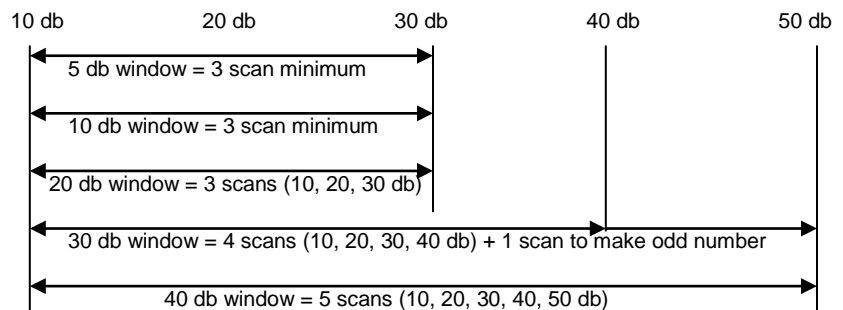 10 db 20 db 30 db 40 db 50 db
5 db window = 3 scan minimum
10 db window = 3 scan minimum
20 db window = 3 scans (10, 20, 30 db)
30 db window = 4 scans (10, 20, 30, 40 db) + 1 scan to make odd number
40 db window = 5 scans (10, 20, 30, 40, 50 db)